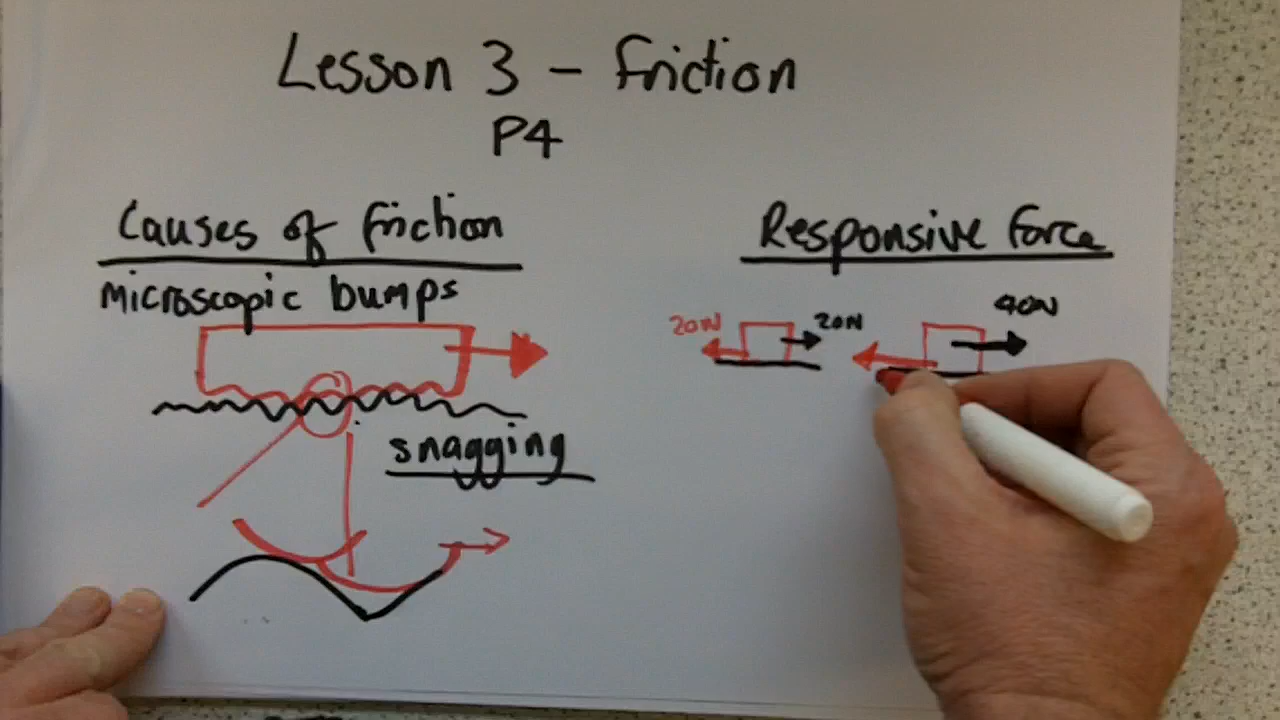 Lesson 3 - Friction
P4
Causes of friction
Microscopic bumps
snagging
Responsive Force
20N
20N
40N